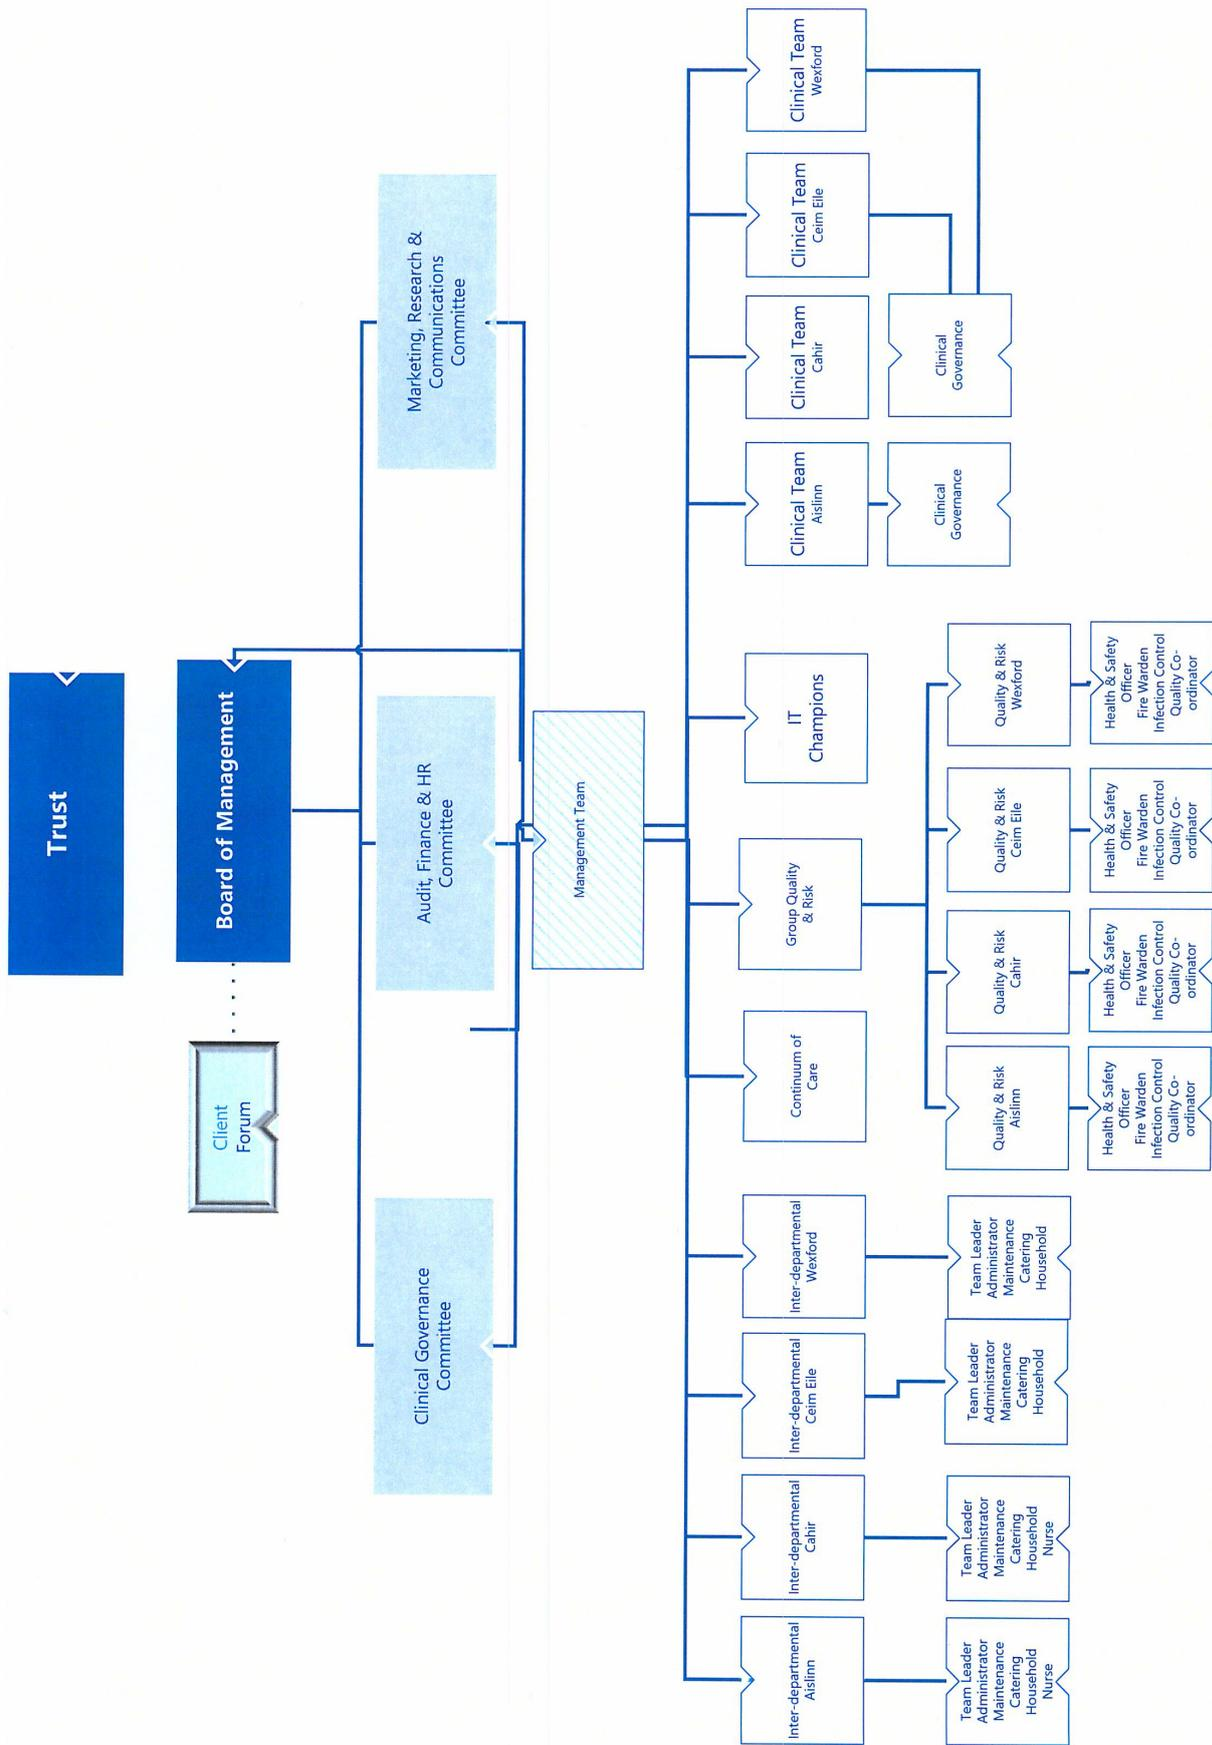 Trust
Client
Forum
Board of Management
Clinical Governance
Committee
Audit, Finance & HR
Committee
Marketing, Research &
Communications
Committee
Management Team
Inter-departmental
Aislinn
Inter-departmental
Cahir
Inter-departmental
Ceim Eile
Inter-departmental
Wexford
Continuum of
Care
Group Quality
& Risk
IT
Champions
Clinical Team
Aislinn
Clinical Team
Cahir
Clinical Team
Ceim Eile
Clinical Team
Wexford
Team Leader
Administrator
Maintenance
Catering
Household
Nurse
Team Leader
Administrator
Maintenance
Catering
Household
Nurse
Team Leader
Administrator
Maintenance
Catering
Household
Team Leader
Administrator
Maintenance
Catering
Household
Quality & Risk
Aislinn
Quality & Risk
Cahir
Quality & Risk
Ceim Eile
Quality & Risk
Wexford
Clinical
Governance
Clinical
Governance
Health & Safety
Officer
Fire Warden
Infection Control
Quality Co-
ordinator
Health & Safety
Officer
Fire Warden
Infection Control
Quality Co-
ordinator
Health & Safety
Officer
Fire Warden
Infection Control
Quality Co-
ordinator
Health & Safety
Officer
Fire Warden
Infection Control
Quality Co-
ordinator